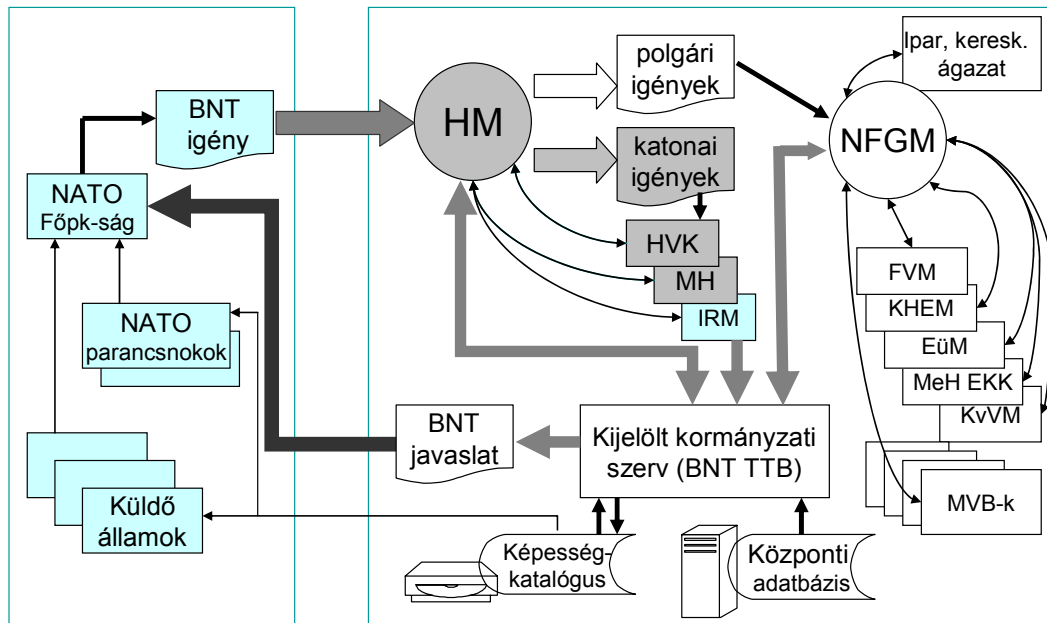 BNT
igény
NATO
Főpk-ság
NATO
parancsnokok
Küldő
államok
HM
polgári
igények
katonai
igények
HVK
MH
IRM
BNT
javaslat
Kijelölt kormányzati
szerv (BNT TTB)
Képesség-
katalógus
Központi
adatbázis
Ipar, keresk.
ágazat
NFGM
FVM
KHEM
EüM
MeH EKK
KvVM
MVB-k